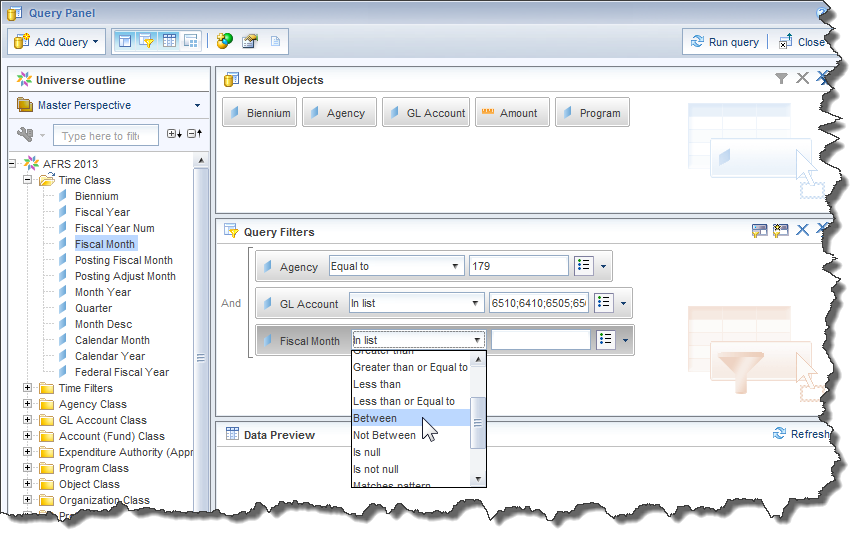 Query Panel
Add Query
Run query
Close
Universe outline
Master Perspective
Type here to filt
AFRS 2013
Time Class
Biennium
Fiscal Year
Fiscal Year Num
Fiscal Month
Posting Fiscal Month
Posting Adjust Month
Month Year
Quarter
Month Desc
Calendar Month
Calendar Year
Federal Fiscal Year
Time Filters
Agency Class
GL Account Class
Account (Fund) Class
Expenditure Authority (Appr
Program Class
Object Class
Organization Class
Result Objects
Biennium
Agency
GL Account
Amount
Program
Query Filters
And
Agency
Equal to
179
GL Account
In list
6510;6410;6505;650
Fiscal Month
In list
Greater than
Greater than or Equal to
Less than
Less than or Equal to
Between
Not Between
Is null
Is not null
Matches pattern
Data Preview
Refresh